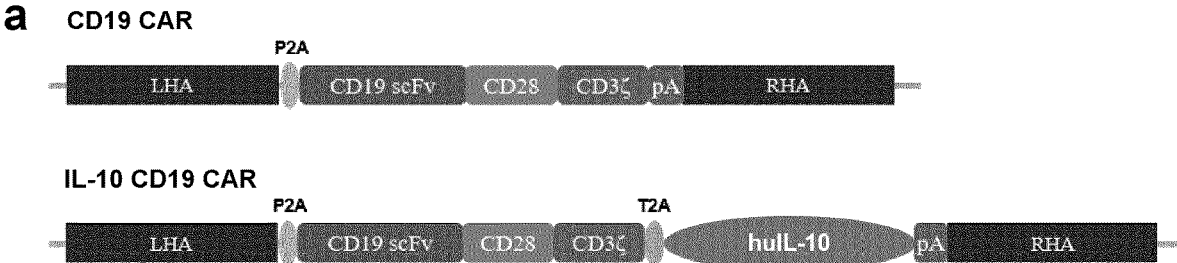 a
CD19 CAR
P2A
LHA CD19 scFv CD28 CD3ζ pA RHA
IL-10 CD19 CAR
P2A T2A
LHA CD19 scFv CD28 CD3ζ huIL-10 pA RHA